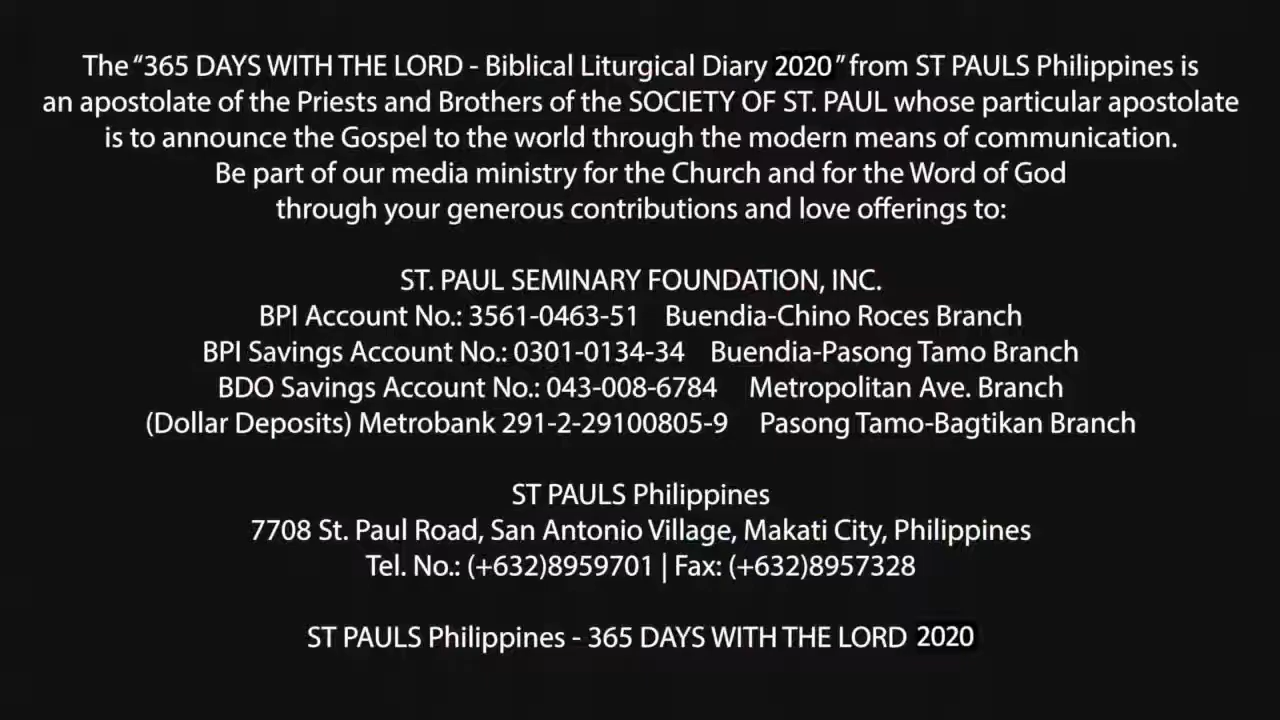 The “365 DAYS WITH THE LORD - Biblical Liturgical Diary 2020” from ST PAULS Philippines is
an apostolate of the Priests and Brothers of the SOCIETY OF ST. PAUL whose particular apostolate
is to announce the Gospel to the world through the modern means of communication.
Be part of our media ministry for the Church and for the Word of God
through your generous contributions and love offerings to:
ST. PAUL SEMINARY FOUNDATION, INC.
BPI Account No.: 3561-0463-51 Buendia-Chino Roces Branch
BPI Savings Account No.: 0301-0134-34 Buendia-Pasong Tamo Branch
BDO Savings Account No.: 043-008-6784 Metropolitan Ave. Branch
(Dollar Deposits) Metrobank 291-2-29100805-9 Pasong Tamo-Bagtikan Branch
ST PAULS Philippines
7708 St. Paul Road, San Antonio Village, Makati City, Philippines
Tel. No.: (+632)8959701 | Fax: (+632)8957328
ST PAULS Philippines - 365 DAYS WITH THE LORD 2020